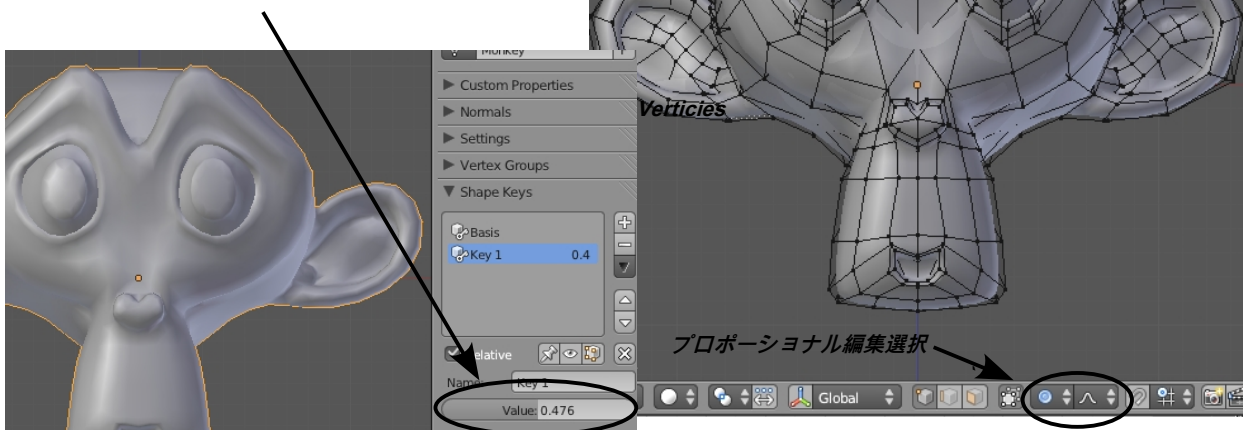 Monkey
Custom Properties
Normals
Settings
Vertex Groups
Shape Keys
Basis
Key 1 0.4
elative
Name: Key 1
Value: 0.476
Verticies
プロポーショナル編集選択
Global